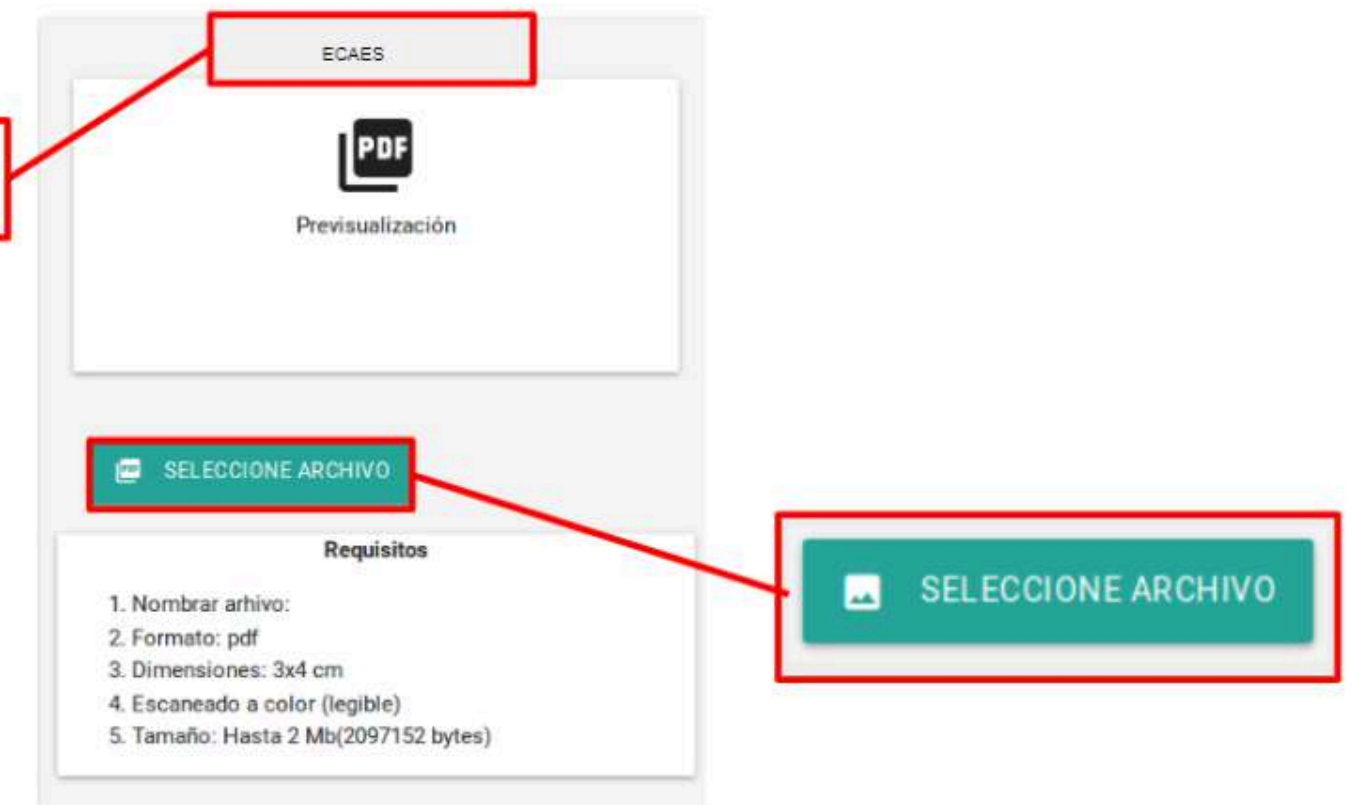 ECAES
PDF
Previsualización
SELECCIONE ARCHIVO
Requisitos
1. Nombrar arhivo:
2. Formato: pdf
3. Dimensiones: 3x4 cm
4. Escaneado a color (legible)
5. Tamaño: Hasta 2 Mb(2097152 bytes)
SELECCIONE ARCHIVO